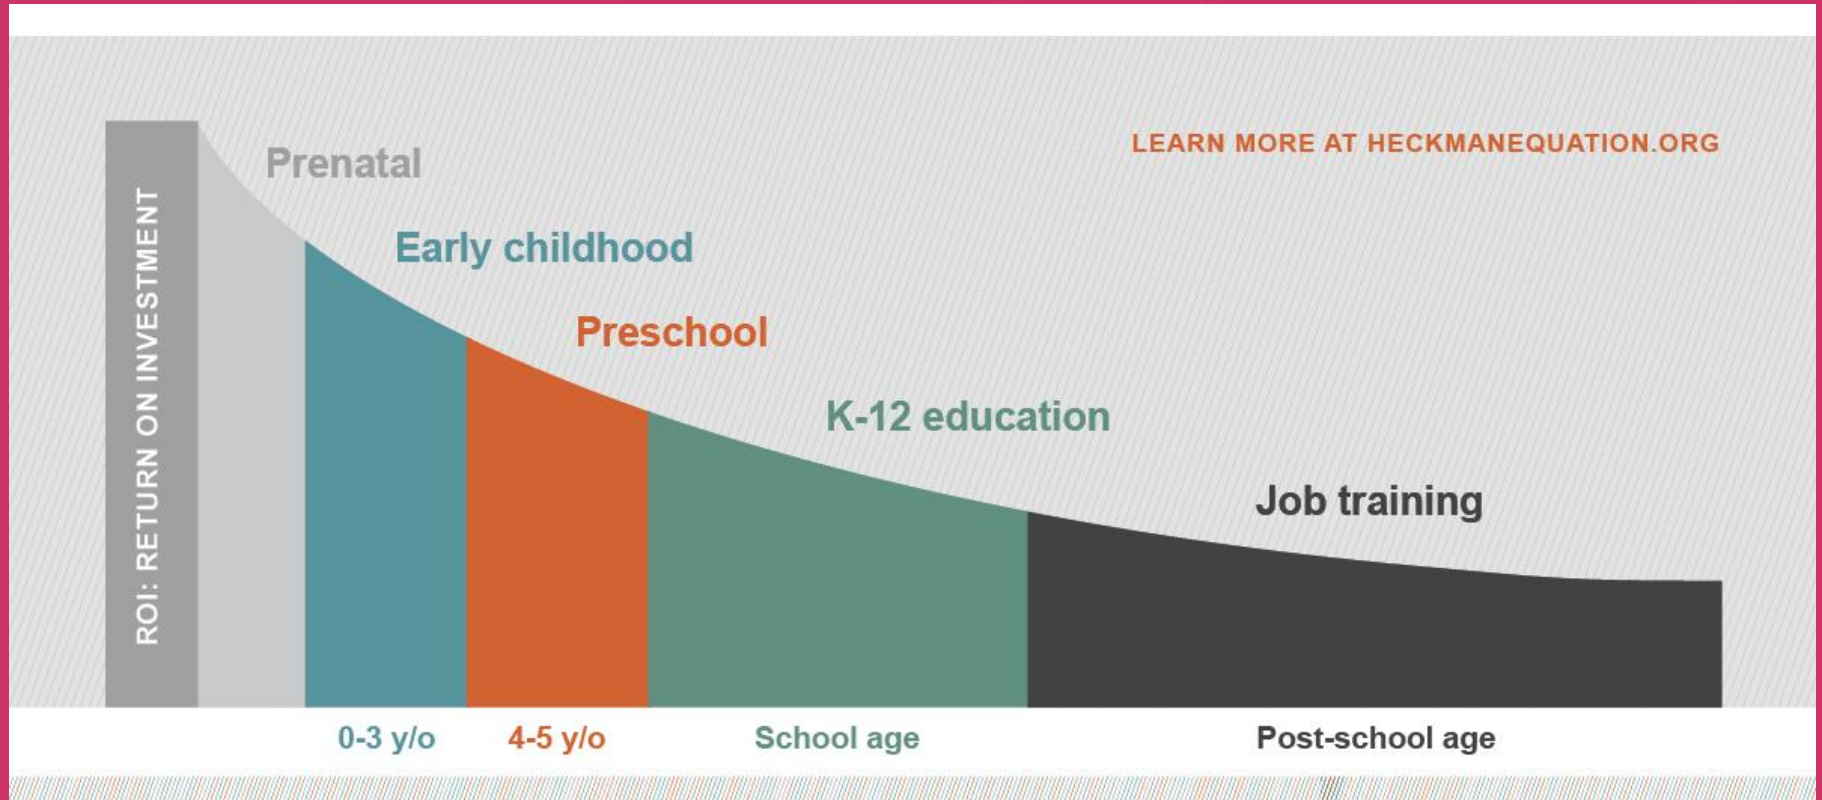 LEARN MORE AT HECKMANEQUATION.ORG
ROI: RETURN ON INVESTMENT
Prenatal
Early childhood
Preschool
K-12 education
Job training
0-3 y/o
4-5 y/o
School age
Post-school age